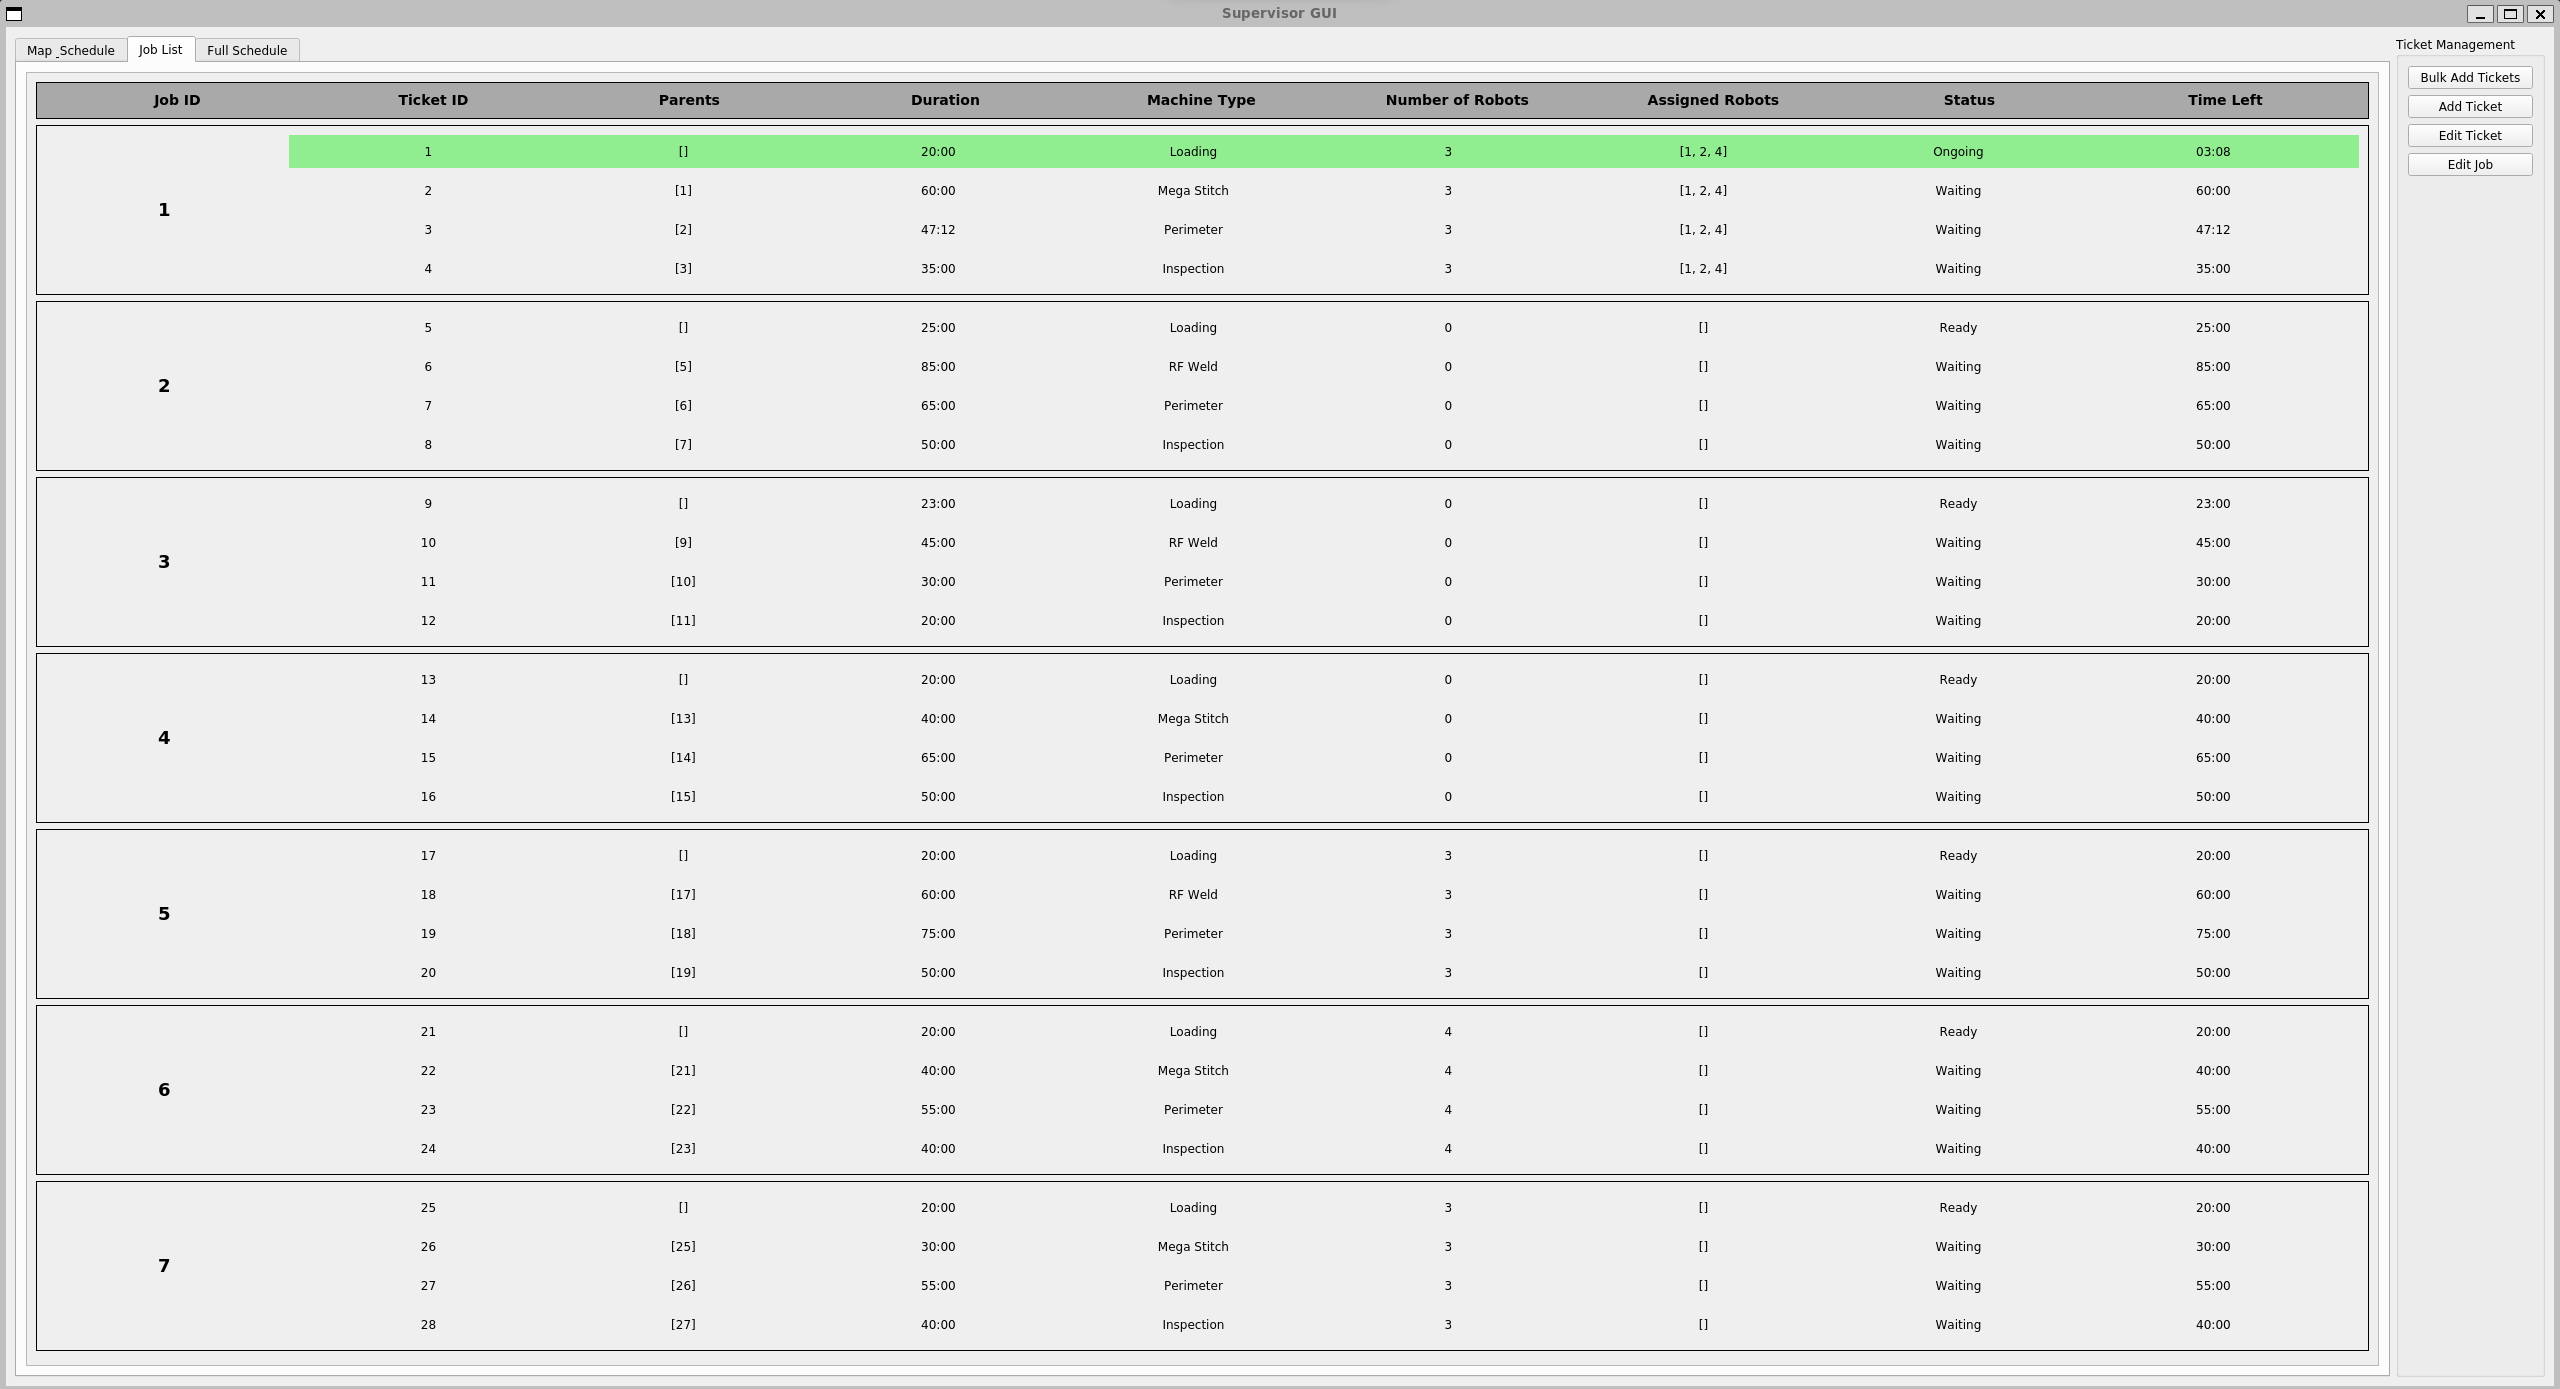 Supervisor GUI
Map _Schedule Job List Full Schedule
Ticket Management
Bulk Add Tickets
Add Ticket
Edit Ticket
Edit Job
Job ID Ticket ID Parents Duration Machine Type Number of Robots Assigned Robots Status Time Left
1
1 [] 20:00 Loading 3 [1, 2, 4] Ongoing 03:08
2 [1] 60:00 Mega Stitch 3 [1, 2, 4] Waiting 60:00
3 [2] 47:12 Perimeter 3 [1, 2, 4] Waiting 47:12
4 [3] 35:00 Inspection 3 [1, 2, 4] Waiting 35:00
2
5 [] 25:00 Loading 0 [] Ready 25:00
6 [5] 85:00 RF Weld 0 [] Waiting 85:00
7 [6] 65:00 Perimeter 0 [] Waiting 65:00
8 [7] 50:00 Inspection 0 [] Waiting 50:00
3
9 [] 23:00 Loading 0 [] Ready 23:00
10 [9] 45:00 RF Weld 0 [] Waiting 45:00
11 [10] 30:00 Perimeter 0 [] Waiting 30:00
12 [11] 20:00 Inspection 0 [] Waiting 20:00
4
13 [] 20:00 Loading 0 [] Ready 20:00
14 [13] 40:00 Mega Stitch 0 [] Waiting 40:00
15 [14] 65:00 Perimeter 0 [] Waiting 65:00
16 [15] 50:00 Inspection 0 [] Waiting 50:00
5
17 [] 20:00 Loading 3 [] Ready 20:00
18 [17] 60:00 RF Weld 3 [] Waiting 60:00
19 [18] 75:00 Perimeter 3 [] Waiting 75:00
20 [19] 50:00 Inspection 3 [] Waiting 50:00
6
21 [] 20:00 Loading 4 [] Ready 20:00
22 [21] 40:00 Mega Stitch 4 [] Waiting 40:00
23 [22] 55:00 Perimeter 4 [] Waiting 55:00
24 [23] 40:00 Inspection 4 [] Waiting 40:00
7
25 [] 20:00 Loading 3 [] Ready 20:00
26 [25] 30:00 Mega Stitch 3 [] Waiting 30:00
27 [26] 55:00 Perimeter 3 [] Waiting 55:00
28 [27] 40:00 Inspection 3 [] Waiting 40:00